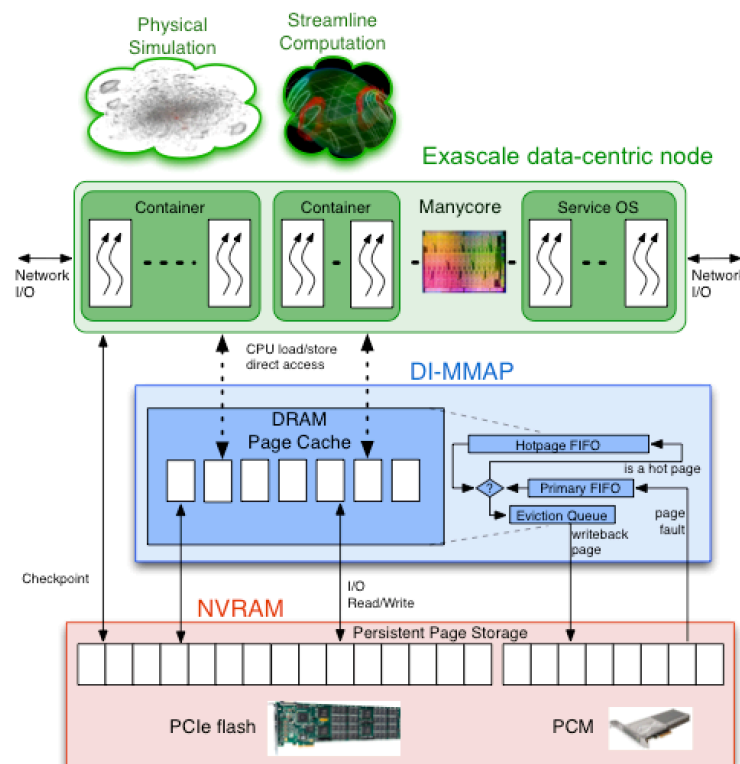 Physical
Simulation
Streamline
Computation
Exascale data-centric node
Container
Container
Manycore
Service OS
Network
I/O
Network
I/O
CPU load/store
direct access
DI-MMAP
DRAM
Page Cache
Hotpage FIFO
is a hot page
?
Primary FIFO
Eviction Queue
writeback
page
page
fault
Checkpoint
I/O
Read/Write
NVRAM
Persistent Page Storage
PCIe flash
PCM